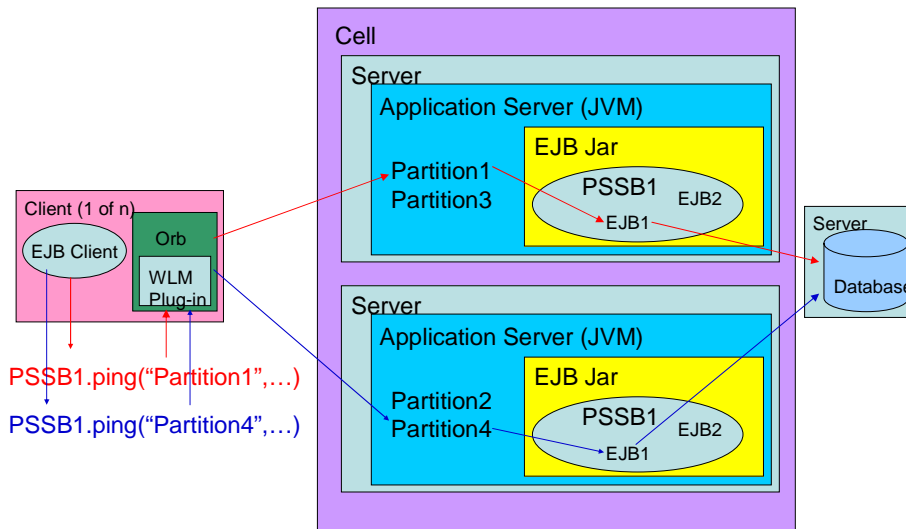 Cell
Server
Application Server (JVM)
EJB Jar
Partition1
Partition3
PSSB1
EJB2
EJB1
Client (1 of n)
Orb
EJB Client
WLM
Plug-in
Server
Database
PSSB1.ping(“Partition1”,…)
PSSB1.ping(“Partition4”,…)
Server
Application Server (JVM)
EJB Jar
Partition2
Partition4
PSSB1
EJB2
EJB1